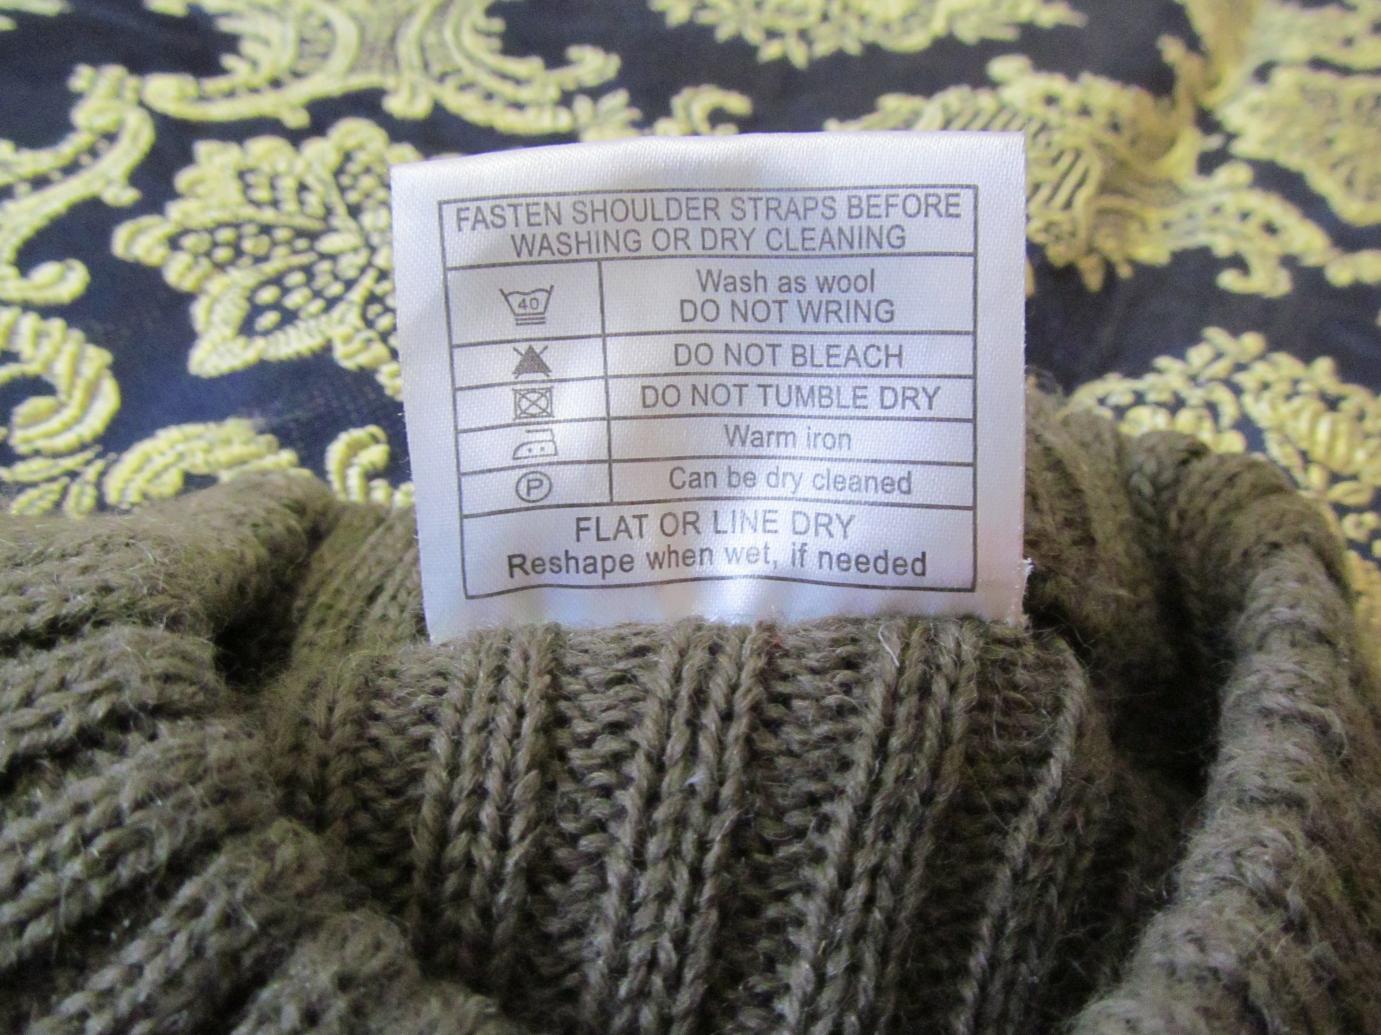 FASTEN SHOULDER STRAPS BEFORE
WASHING OR DRY CLEANING
40
Wash as wool
DO NOT WRING
DO NOT BLEACH
DO NOT TUMBLE DRY
Warm iron
P
Can be dry cleaned
FLAT OR LINE DRY
Reshape when wet, if needed